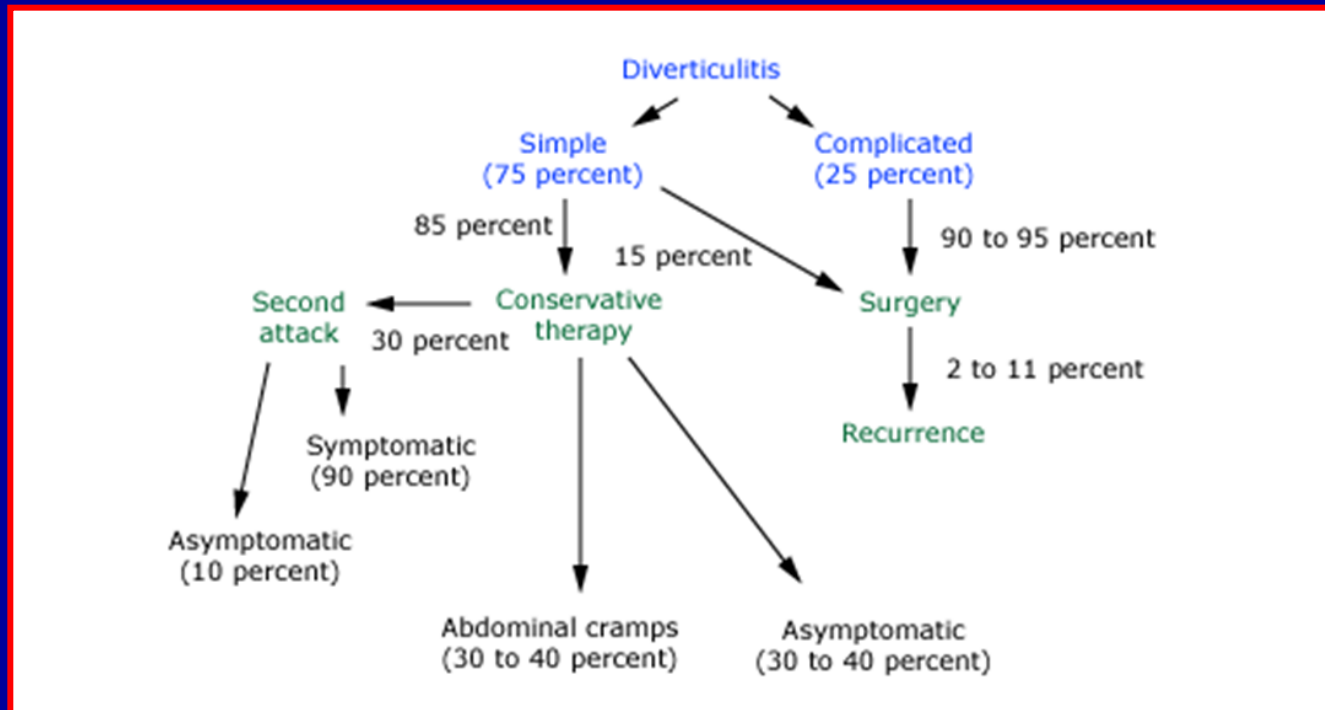 Diverticulitis
Simple
(75 percent)
Complicated
(25 percent)
85 percent
15 percent
90 to 95 percent
Second
attack
30 percent
Conservative
therapy
Surgery
2 to 11 percent
Recurrence
Symptomatic
(90 percent)
Asymptomatic
(10 percent)
Abdominal cramps
(30 to 40 percent)
Asymptomatic
(30 to 40 percent)